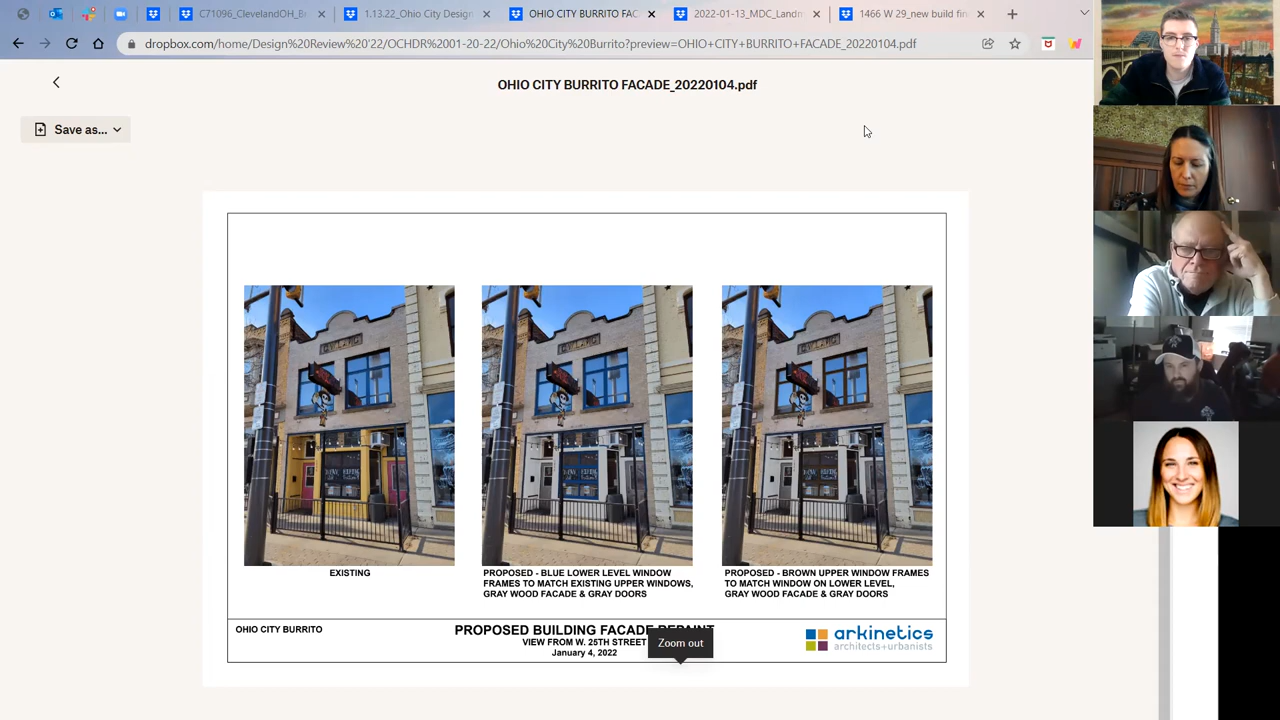 C71096_ClevelandOH_B
1.13.22_Ohio City Design
OHIO CITY BURRITO FAC
2022-01-13_MDC_Landm
1466 W 29_new build fin
dropbox.com/home/Design%20Review%20'22/OCHDR%2001-20-22/Ohio%20City%20Burrito?preview=OHIO+CITY+BURRITO+FACADE_20220104.pdf
OHIO CITY BURRITO FACADE_20220104.pdf
Save as...
EXISTING
PROPOSED - BLUE LOWER LEVEL WINDOW
FRAMES TO MATCH EXISTING UPPER WINDOWS,
GRAY WOOD FACADE & GRAY DOORS
PROPOSED - BROWN UPPER WINDOW FRAMES
TO MATCH WINDOW ON LOWER LEVEL,
GRAY WOOD FACADE & GRAY DOORS
OHIO CITY BURRITO
PROPOSED BUILDING FACADE REPAINT
VIEW FROM W. 25TH STREET
January 4, 2022
Zoom out
arkinetics
architects+urbanists